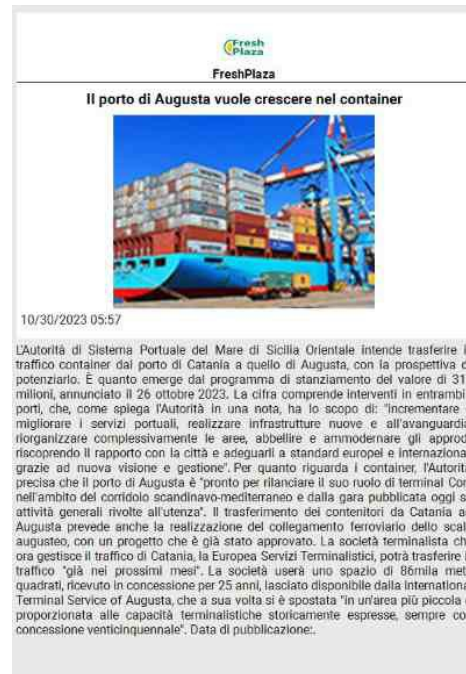 Fresh
Plaza
FreshPlaza
Il porto di Augusta vuole crescere nel container
10/30/2023 05:57
L'Autorità di Sistema Portuale del Mare di Sicilia Orientale intende trasferire i
traffico container dal porto di Catania a quello di Augusta, con la prospettiva d
potenziarlo. È quanto emerge dal programma di stanziamento del valore di 31
milioni, annunciato il 26 ottobre 2023. La cifra comprende interventi in entrambi
porti, che, come spiega l'Autorità in una nota, ha lo scopo di: "incrementare
migliorare i servizi portuali, realizzare infrastrutture nuove e all'avanguardia
riorganizzare complessivamente le aree, abbellire e ammodernare gli approd
riscoprendo il rapporto con la città e adeguarli a standard europei e internaziona
grazie ad nuova visione e gestione". Per quanto riguarda i container, l'Autorit
precisa che il porto di Augusta è "pronto per rilanciare il suo ruolo di terminal Cor
nell'ambito del corridoio scandinavo-mediterraneo e dalla gara pubblicata oggi s
attività generali rivolte all'utenza". Il trasferimento dei contenitori da Catania a
Augusta prevede anche la realizzazione del collegamento ferroviario dello scal
augusteo, con un progetto che è già stato approvato. La società terminalista ch
ora gestisce il traffico di Catania, la Europea Servizi Terminalistici, potrà trasferire i
traffico "già nei prossimi mesi". La società userà uno spazio di 86mila met
quadrati, ricevuto in concessione per 25 anni, lasciato disponibile dalla Internationa
Terminal Service of Augusta, che a sua volta si è spostata "in un'area più piccola
proporzionata alle capacità terminalistiche storicamente espresse, sempre co
concessione venticinquennale". Data di pubblicazione:.